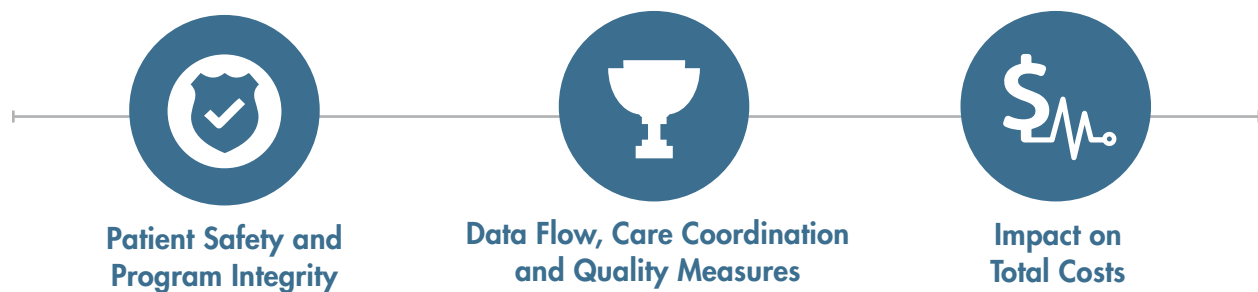 $
Patient Safety and
Program Integrity
Data Flow, Care Coordination
and Quality Measures
Impact on
Total Costs